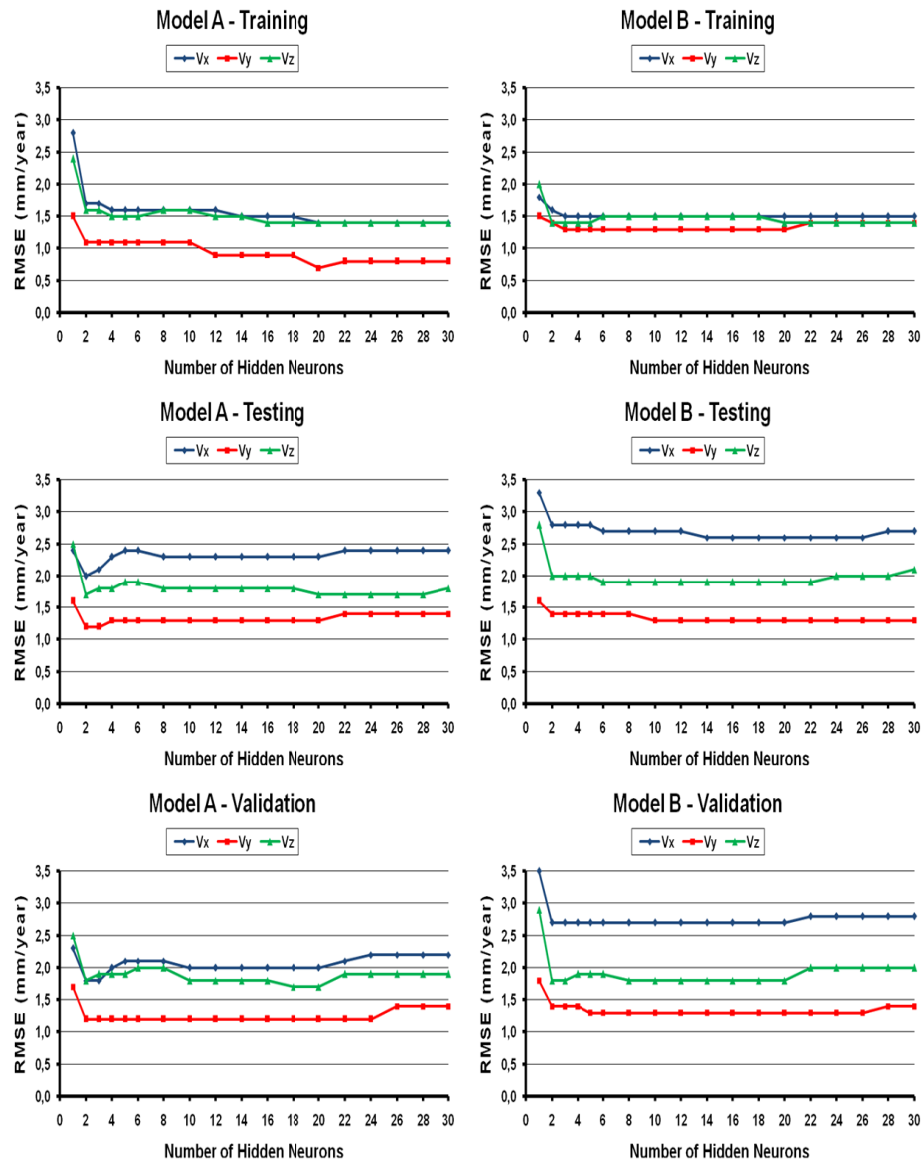 Model A - Training
Vx Vy Vz
RMSE (mm/year)
3,5
3,0
2,5
2,0
1,5
1,0
0,5
0,0
0 2 4 6 8 10 12 14 16 18 20 22 24 26 28 30
Number of Hidden Neurons
Model B - Training
Vx Vy Vz
RMSE (mm/year)
3,5
3,0
2,5
2,0
1,5
1,0
0,5
0,0
0 2 4 6 8 10 12 14 16 18 20 22 24 26 28 30
Number of Hidden Neurons
Model A - Testing
Vx Vy Vz
RMSE (mm/year)
3,5
3,0
2,5
2,0
1,5
1,0
0,5
0,0
0 2 4 6 8 10 12 14 16 18 20 22 24 26 28 30
Number of Hidden Neurons
Model B - Testing
Vx Vy Vz
RMSE (mm/year)
3,5
3,0
2,5
2,0
1,5
1,0
0,5
0,0
0 2 4 6 8 10 12 14 16 18 20 22 24 26 28 30
Number of Hidden Neurons
Model A - Validation
Vx Vy Vz
RMSE (mm/year)
3,5
3,0
2,5
2,0
1,5
1,0
0,5
0,0
0 2 4 6 8 10 12 14 16 18 20 22 24 26 28 30
Number of Hidden Neurons
Model B - Validation
Vx Vy Vz
RMSE (mm/year)
3,5
3,0
2,5
2,0
1,5
1,0
0,5
0,0
0 2 4 6 8 10 12 14 16 18 20 22 24 26 28 30
Number of Hidden Neurons